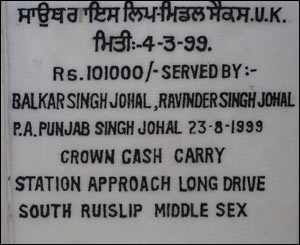 ਸਾਊਥ ਰਾਇਸ ਲਿਪ-ਮਿਡਲ ਸੈਕਸ.U.K.
ਮਿਤੀ:-4-3-99.
Rs.101000/- SERVED BY:-
BALKAR SINGH JOHAL, RAVINDER SINGH JOHAL
P.A. PUNJAB SINGH JOHAL 23-8-1999
CROWN CASH CARRY
STATION APPROACH LONG DRIVE
SOUTH RUISLIP MIDDLE SEX